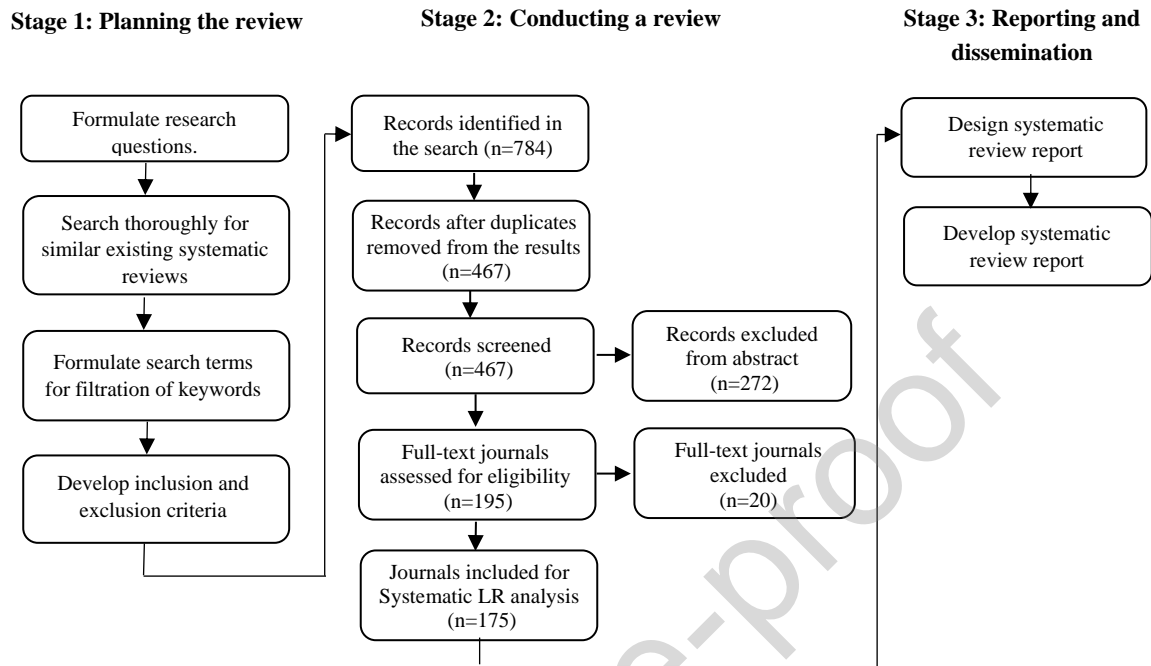 Stage 1: Planning the review
Formulate research
questions.
Search thoroughly for
similar existing systematic
reviews
Formulate search terms
for filtration of keywords
Develop inclusion and
exclusion criteria
Stage 2: Conducting a review
Records identified in
the search (n=784)
Records after duplicates
removed from the results
(n=467)
Records screened
(n=467)
Records excluded
from abstract
(n=272)
Full-text journals
assessed for eligibility
(n=195)
Full-text journals
excluded
(n=20)
Journals included for
Systematic LR analysis
(n=175)
Stage 3: Reporting and
dissemination
Design systematic
review report
Develop systematic
review report
e-proof